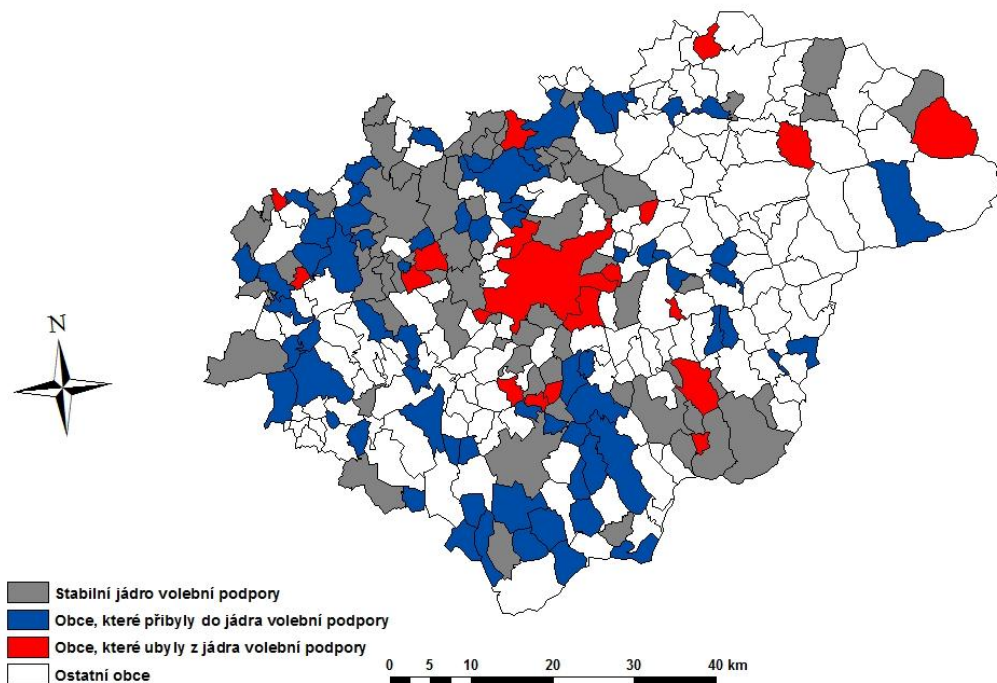 N
Stabilní jádro volební podpory
Obce, které přibyly do jádra volební podpory
Obce, které ubyly z jádra volební podpory
Ostatní obce
0 5 10 20 30 40 km